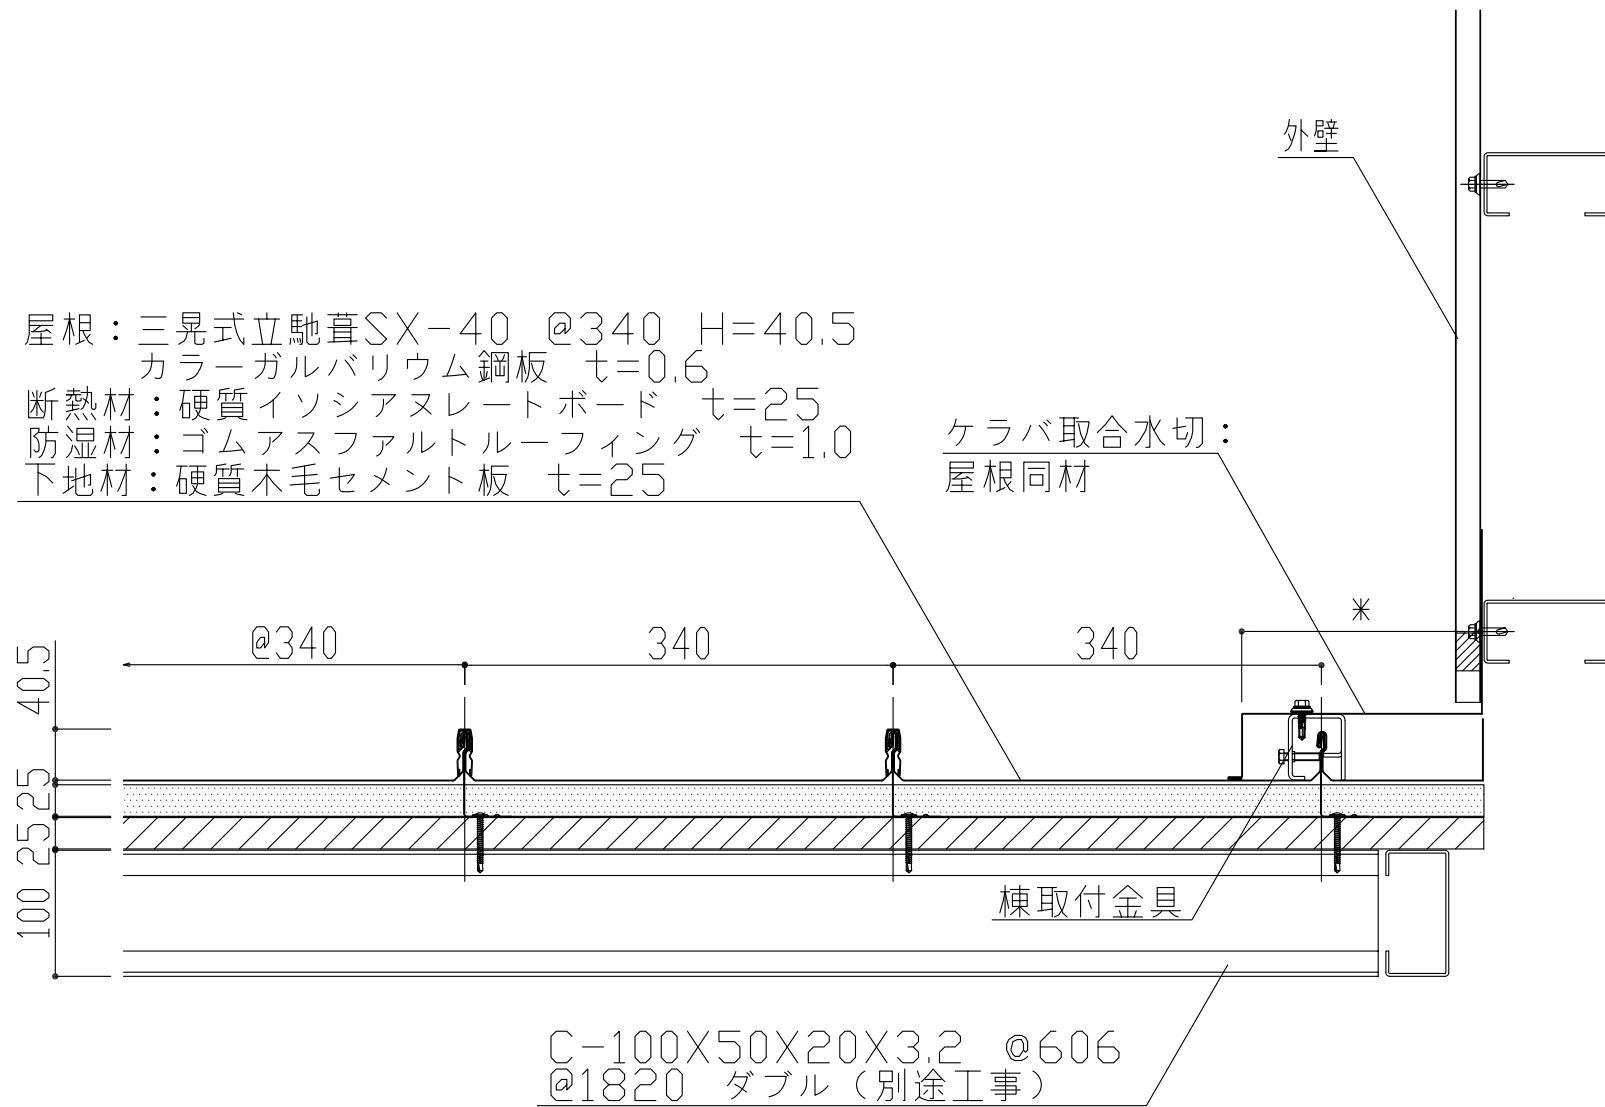 外壁
屋根：三晃式立馳葺SX-40 @340 H=40.5
カラーガルバリウム鋼板 t=0.6
断熱材：硬質イソシアヌレートボード t=25
防湿材：ゴムアスファルトルーフィング t=1.0
下地材：硬質木毛セメント板 t=25
ケラバ取合水切：
屋根同材
*
@340
340
340
40.5
25
25
100
棟取付金具
C-100X50X20X3.2 @606
@1820 ダブル（別途工事）